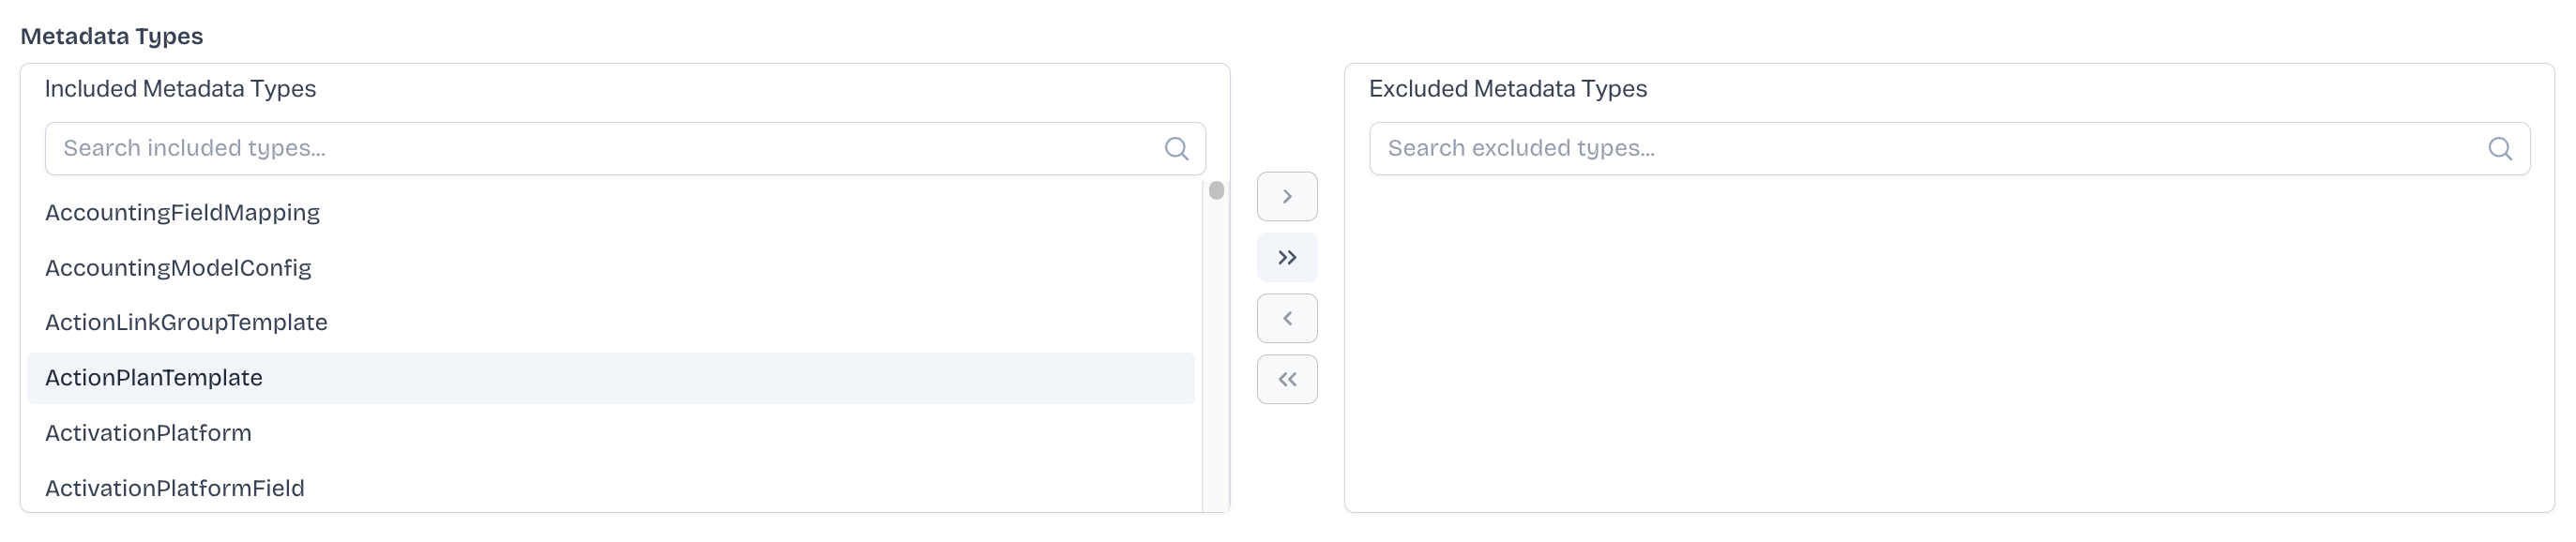 Metadata Types
Included Metadata Types
Search included types...
AccountingFieldMapping
AccountingModelConfig
ActionLinkGroupTemplate
ActionPlanTemplate
ActivationPlatform
ActivationPlatformField
Excluded Metadata Types
Search excluded types...